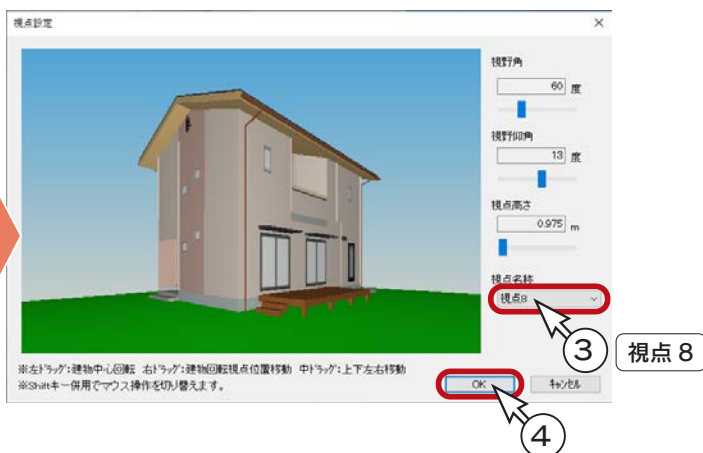 視点設定
視野角
60 度
視野仰角
13 度
視点高さ
0.975 m
視点名称
視点8
③ 視点 8
※左ﾄﾞﾗｯｸﾞ:建物中心回転 右ﾄﾞﾗｯｸﾞ:建物回転視点位置移動 中ﾄﾞﾗｯｸﾞ:上下左右移動
※Shiftキー併用でマウス操作を切り替えます。
OK ｷｬﾝｾﾙ
④